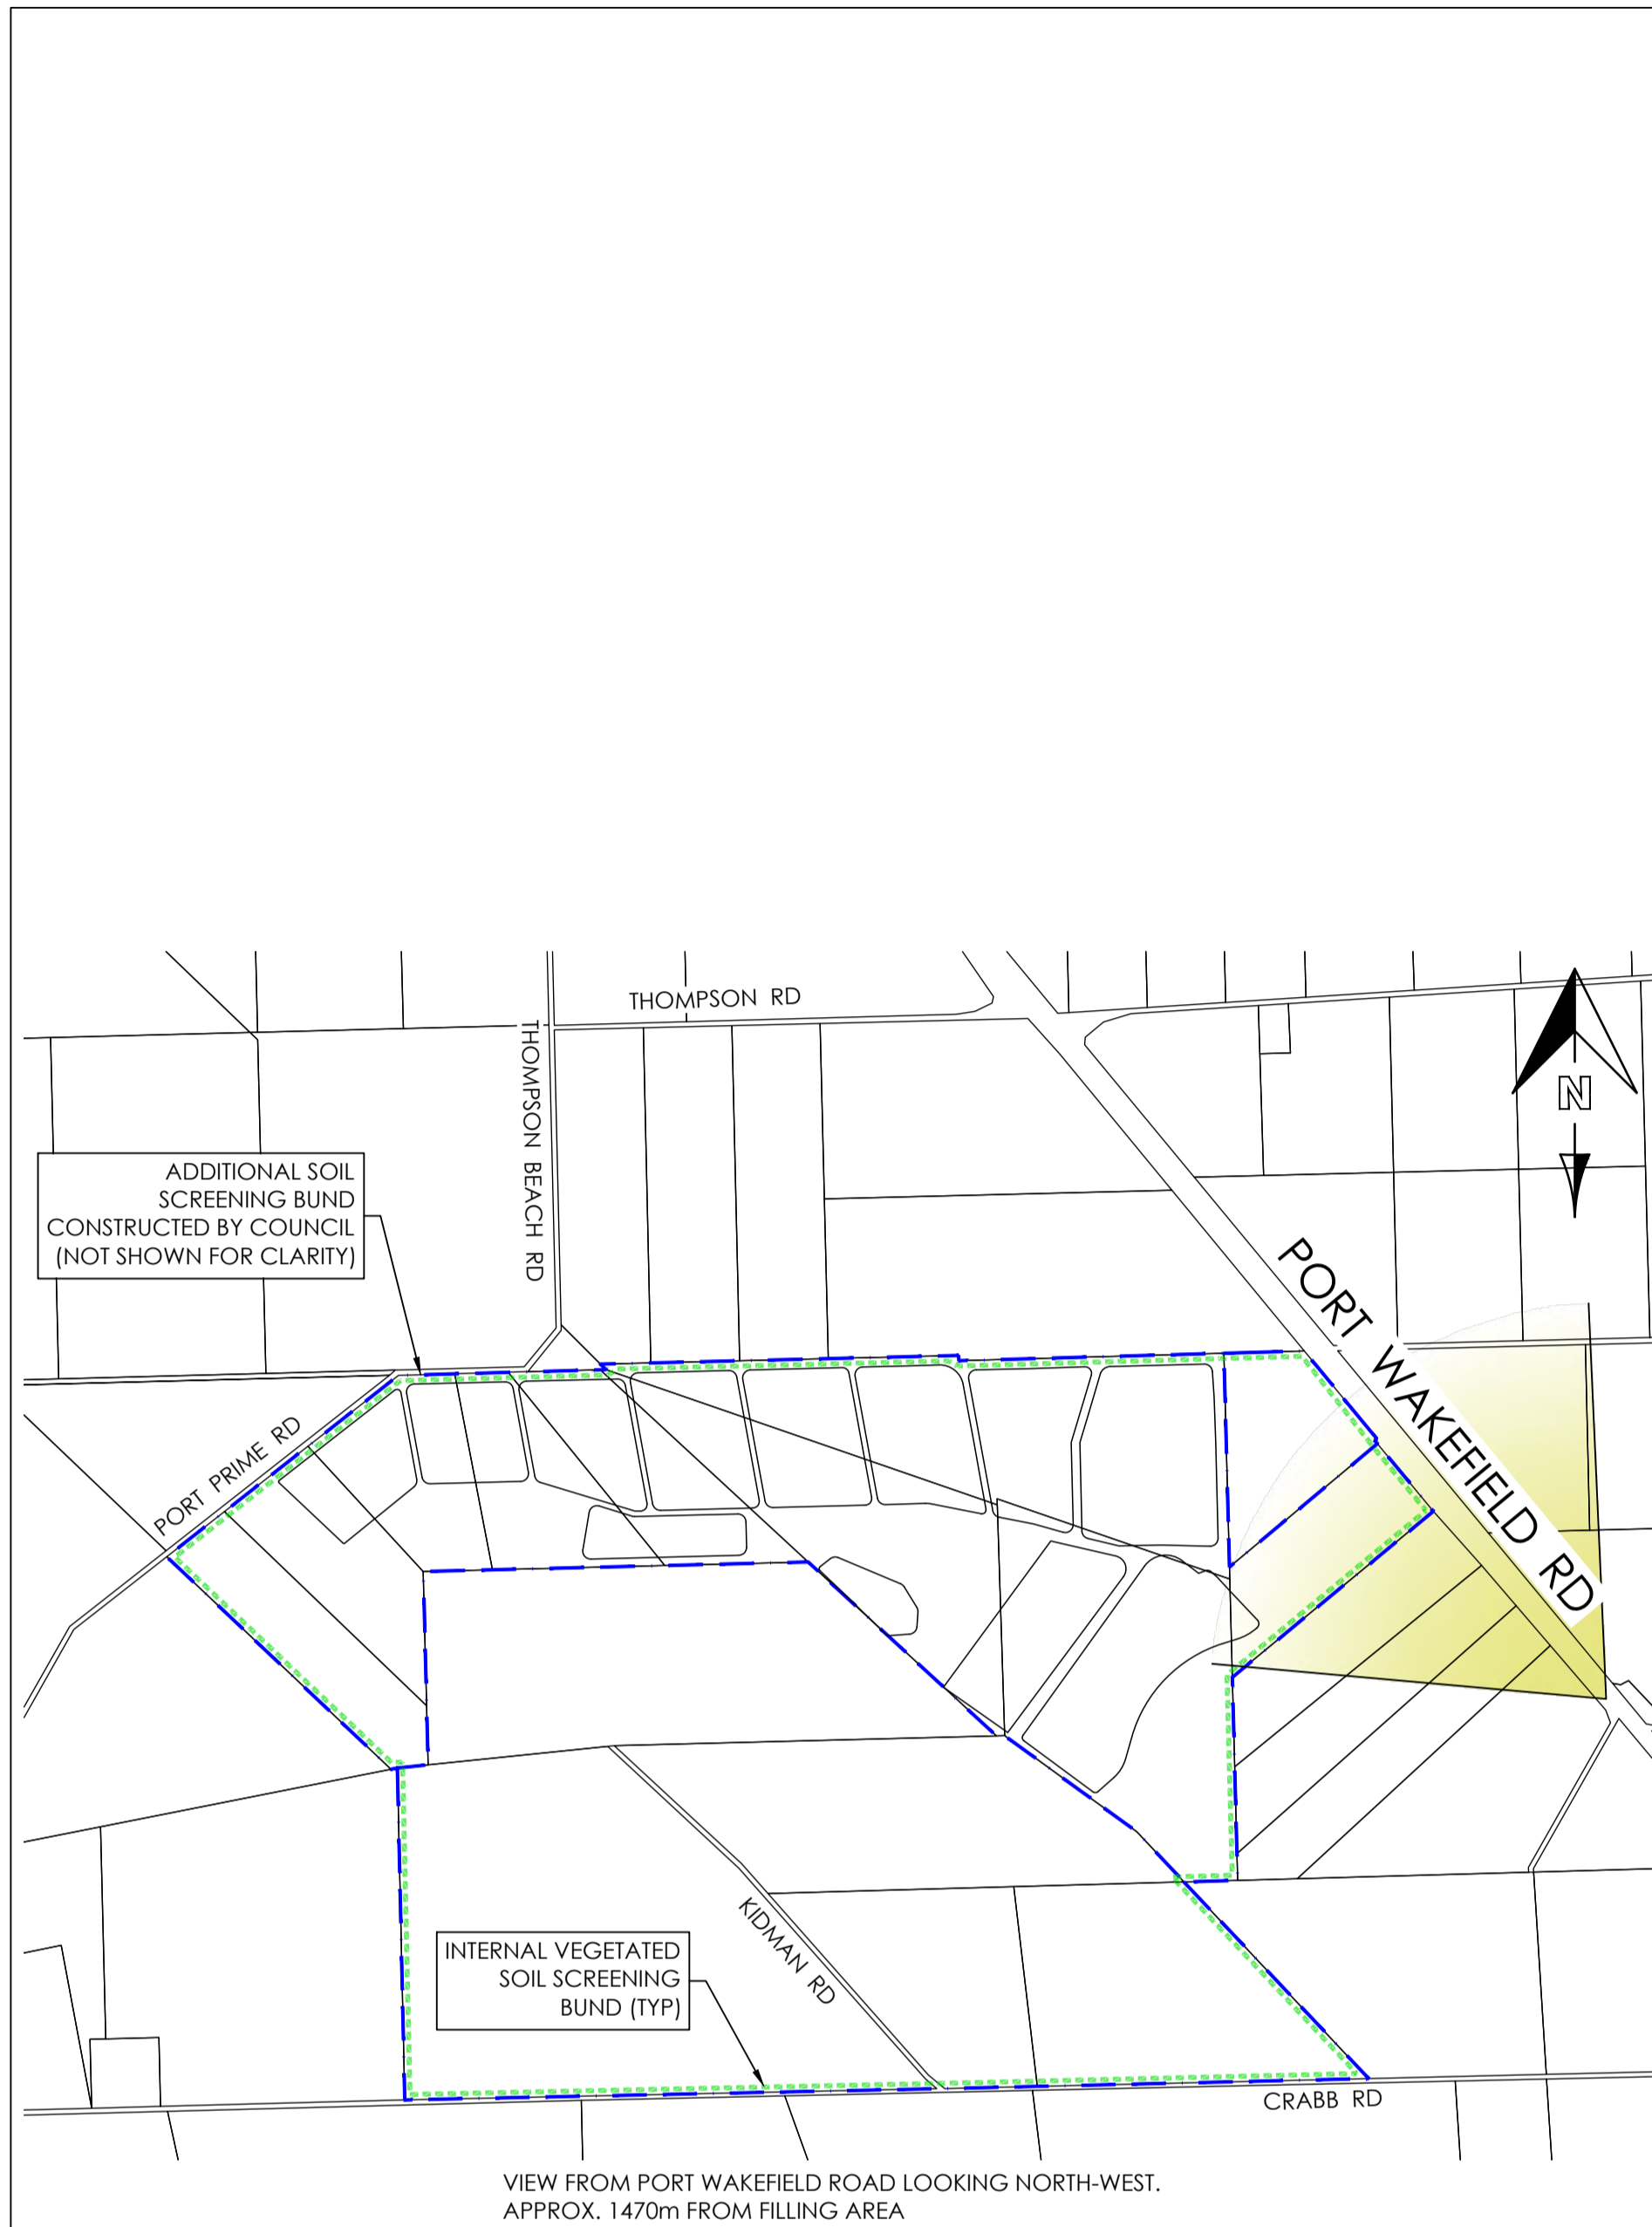 THOMPSON RD
THOMPSON BEACH RD
N
ADDITIONAL SOIL
SCREENING BUND
CONSTRUCTED BY COUNCIL
(NOT SHOWN FOR CLARITY)
PORT WAKEFIELD RD
PORT PRIME RD
KIDMAN RD
INTERNAL VEGETATED
SOIL SCREENING
BUND (TYP)
CRABB RD
VIEW FROM PORT WAKEFIELD ROAD LOOKING NORTH-WEST.
APPROX. 1470m FROM FILLING AREA